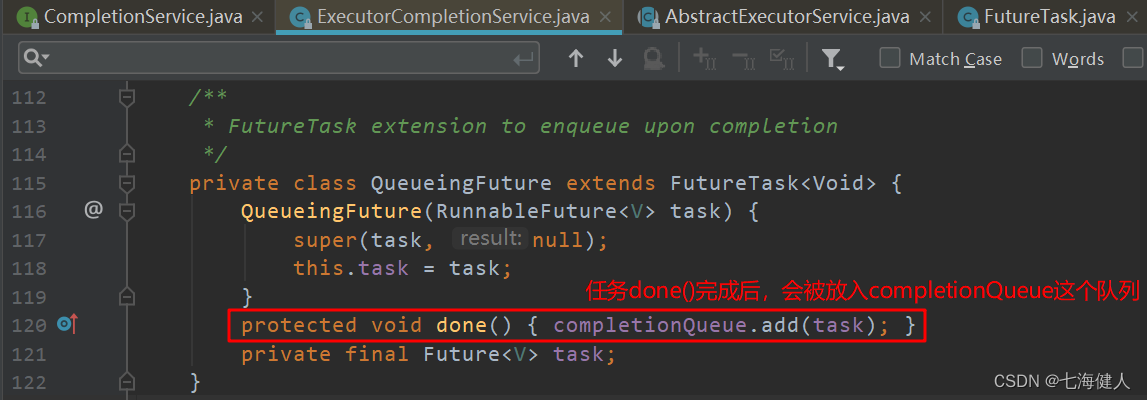 CompletionService.java ExecutorCompletionService.java AbstractExecutorService.java FutureTask.java
Match Case Words
112 /**
113 * FutureTask extension to enqueue upon completion
114 */
115 private class QueueingFuture extends FutureTask<Void> {
116 @ QueueingFuture(RunnableFuture<V> task) {
117 super(task, result: null);
118 this.task = task;
119 }
任务done()完成后，会被放入completionQueue这个队列
120 protected void done() { completionQueue.add(task); }
121 private final Future<V> task;
122 }
CSDN @七海健人